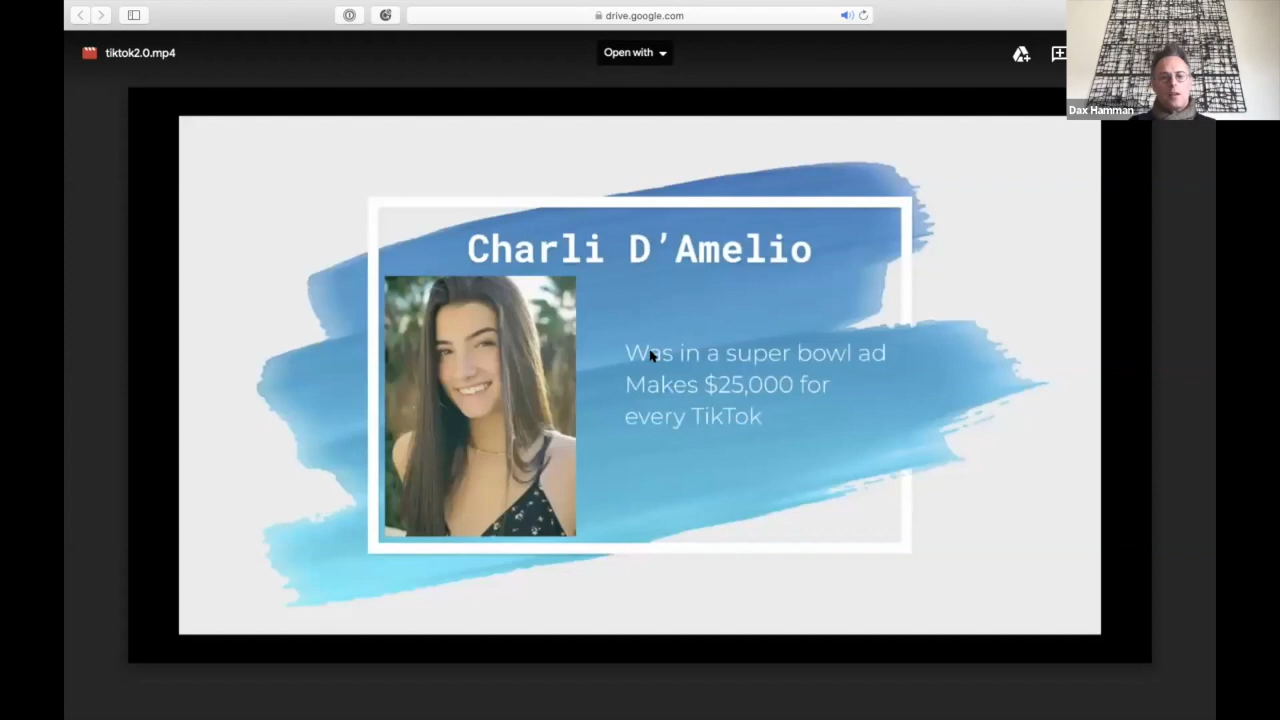 drive.google.com
tiktok2.0.mp4
Open with
Dax Hamman
Charli D’Amelio
Was in a super bowl ad
Makes $25,000 for
every TikTok